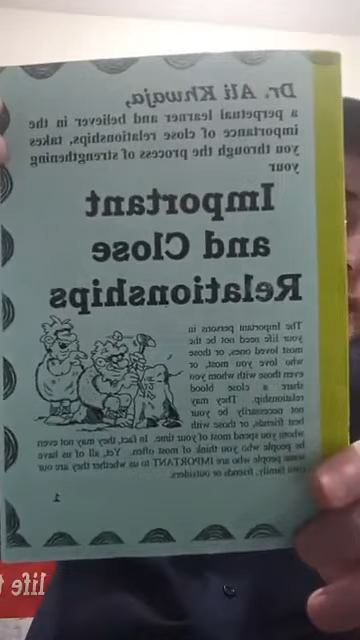 Dr. Ali Khwaja,
a perpetual learner and believer in the
importance of close relationships, takes
you through the process of strengthening
your
Important
and Close
Relationships
The Important persons in
your life need not be the
most loved ones, or those
who love you most, or
even those with whom you
share a close blood
relationship. They may
not necessarily be your
best friends, or those with
whom you spend most of your time. In fact, they may not even
be people who you think of most often. Yet, all of us have
some people who are IMPORTANT to us whether they are our
own family, friends or outsiders.
1
life